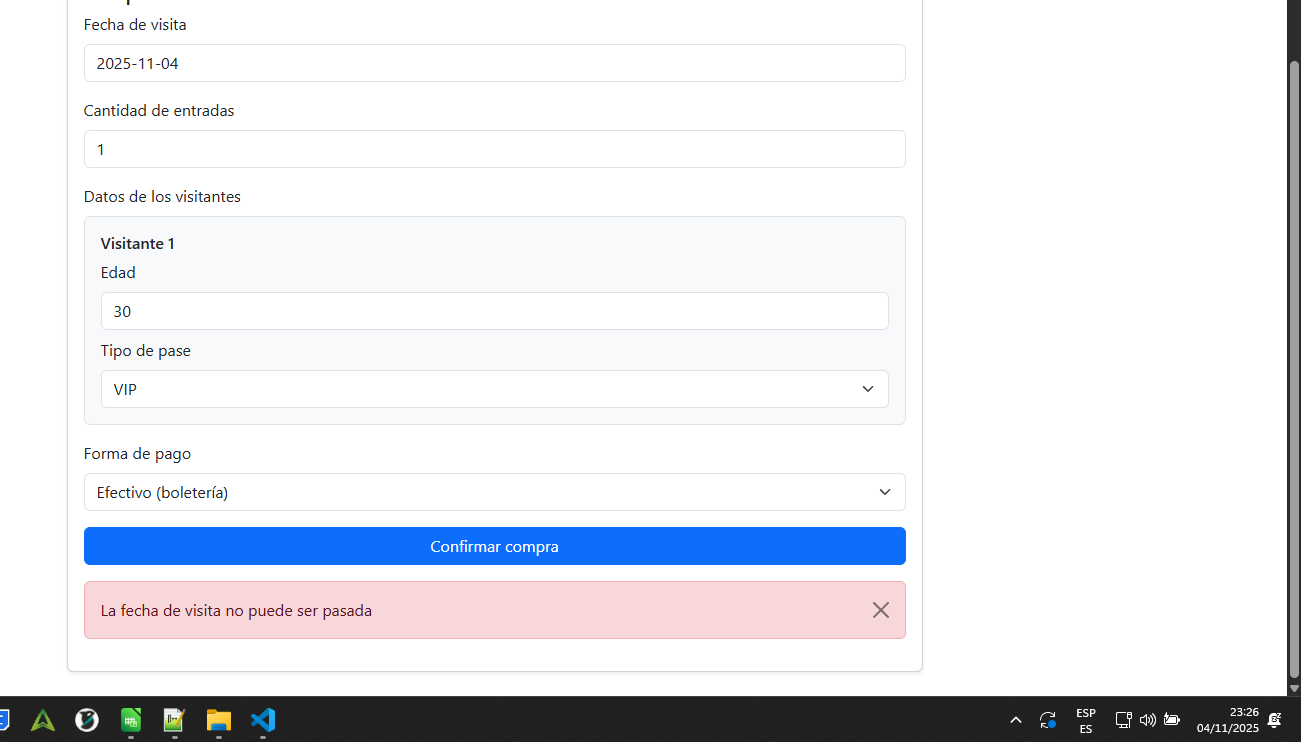 Fecha de visita
2025-11-04
Cantidad de entradas
1
Datos de los visitantes
Visitante 1
Edad
30
Tipo de pase
VIP
Forma de pago
Efectivo (boletería)
Confirmar compra
La fecha de visita no puede ser pasada
ESP
ES
23:26
04/11/2025